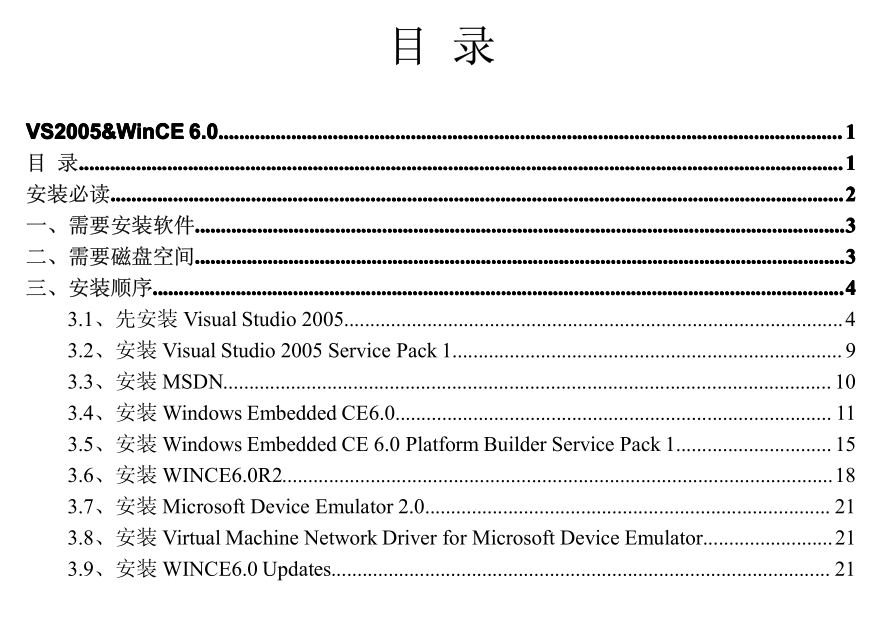 目 录
VS2005&WinCE 6.0........................................................................................................................ 1
目 录.................................................................................................................................................. 1
安装必读............................................................................................................................................ 2
一、需要安装软件............................................................................................................................3
二、需要磁盘空间............................................................................................................................3
三、安装顺序....................................................................................................................................4
3.1、先安装 Visual Studio 2005................................................................................................ 4
3.2、安装 Visual Studio 2005 Service Pack 1........................................................................... 9
3.3、安装 MSDN..................................................................................................................... 10
3.4、安装 Windows Embedded CE6.0.................................................................................... 11
3.5、安装 Windows Embedded CE 6.0 Platform Builder Service Pack 1.............................. 15
3.6、安装 WINCE6.0R2..........................................................................................................18
3.7、安装 Microsoft Device Emulator 2.0.............................................................................. 21
3.8、安装 Virtual Machine Network Driver for Microsoft Device Emulator.........................21
3.9、安装 WINCE6.0 Updates................................................................................................ 21